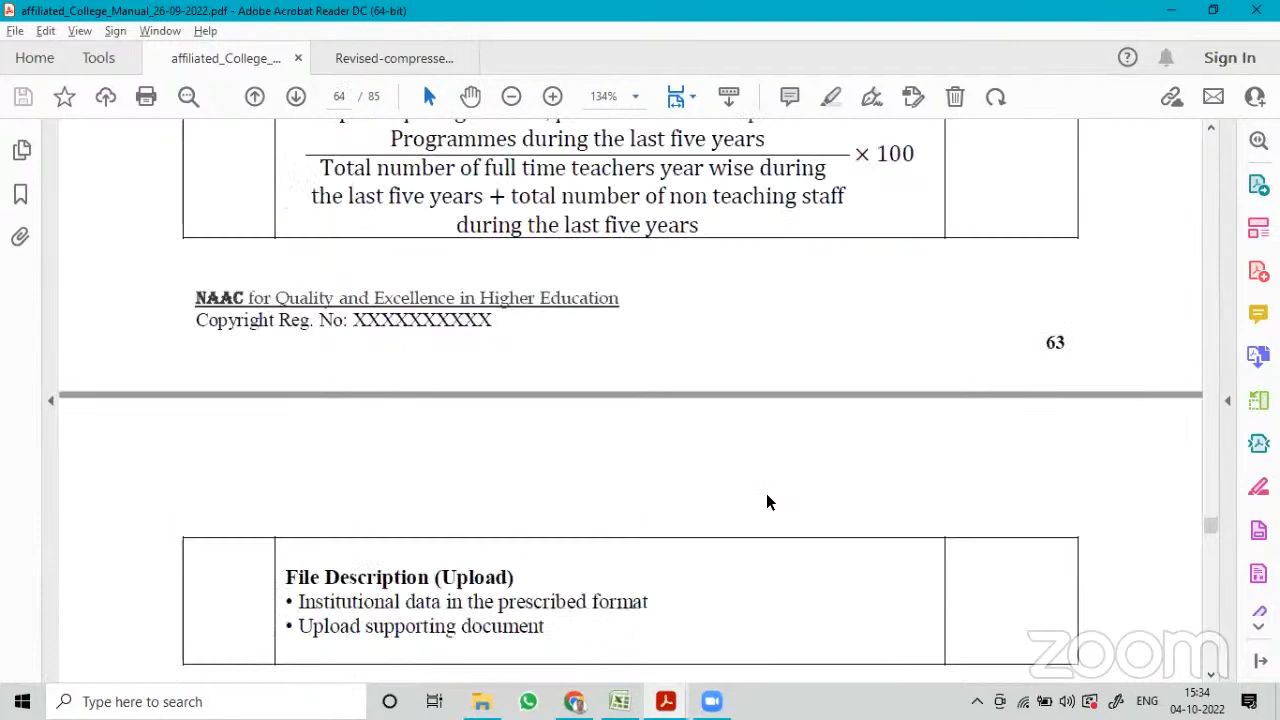 affiliated_College_Manual_26-09-2022.pdf - Adobe Acrobat Reader DC (64-bit)
File Edit View Sign Window Help
Home Tools affiliated_College_... × Revised-compresse... Sign In
64 / 85 134%
Programmes during the last five years
Total number of full time teachers year wise during
the last five years + total number of non teaching staff
during the last five years
× 100
NAAC for Quality and Excellence in Higher Education
Copyright Reg. No: XXXXXXXXXX
63
File Description (Upload)
• Institutional data in the prescribed format
• Upload supporting document
zoom
Type here to search
ENG
15:34
04-10-2022